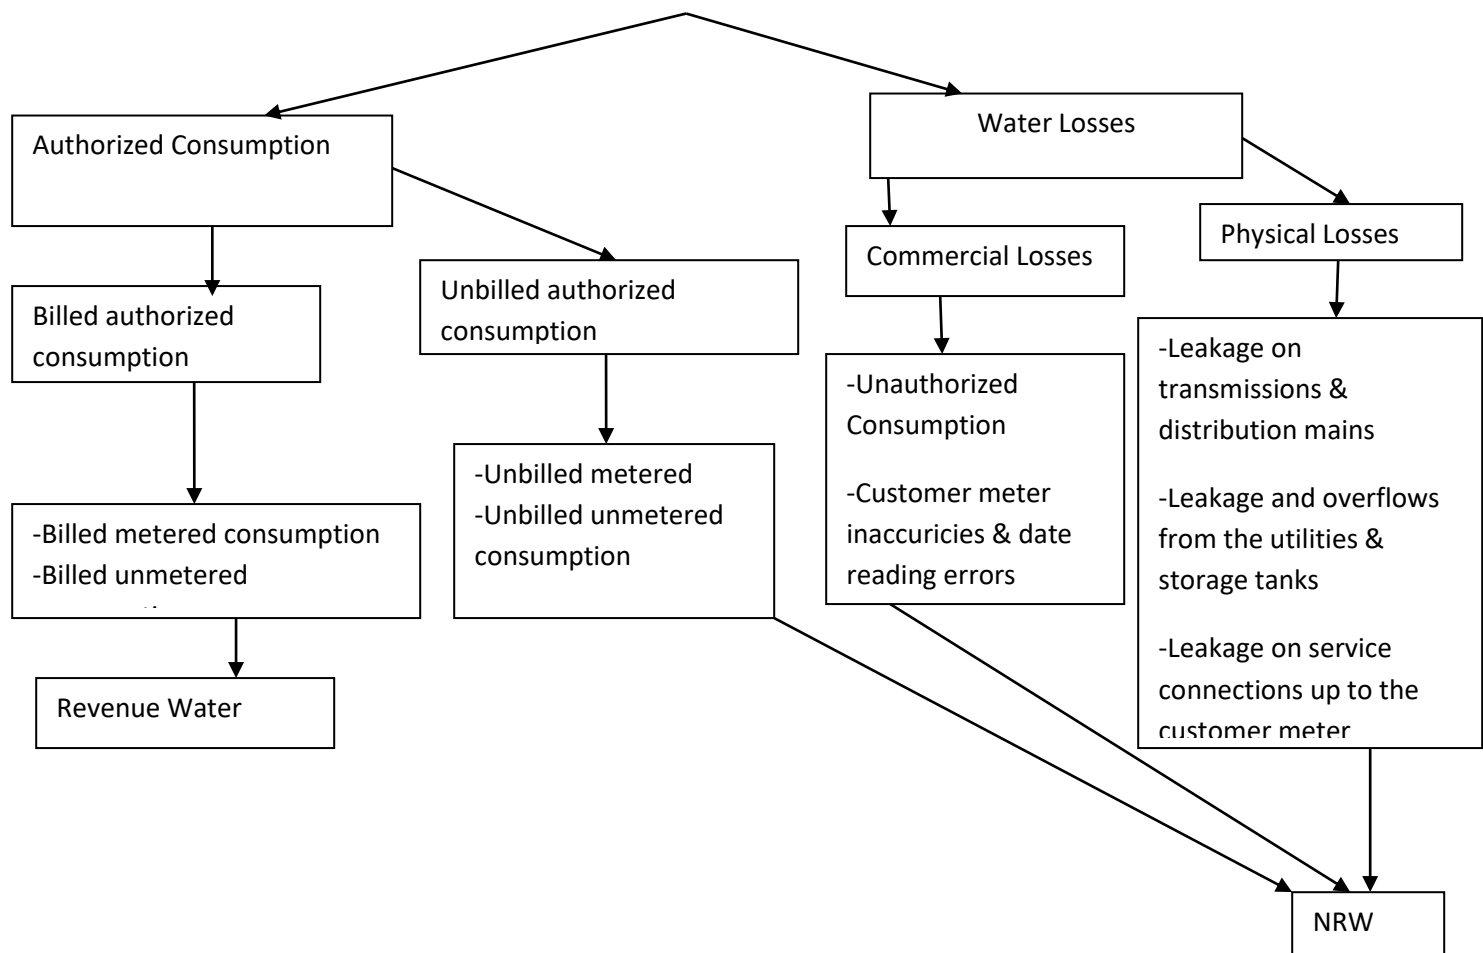 Authorized Consumption
Water Losses
Commercial Losses
Physical Losses
Billed authorized
consumption
Unbilled authorized
consumption
-Unauthorized
Consumption
-Customer meter
inaccuricies & date
reading errors
-Leakage on
transmissions &
distribution mains
-Leakage and overflows
from the utilities &
storage tanks
-Leakage on service
connections up to the
customer meter
-Unbilled metered
-Unbilled unmetered
consumption
-Billed metered consumption
-Billed unmetered
Revenue Water
NRW